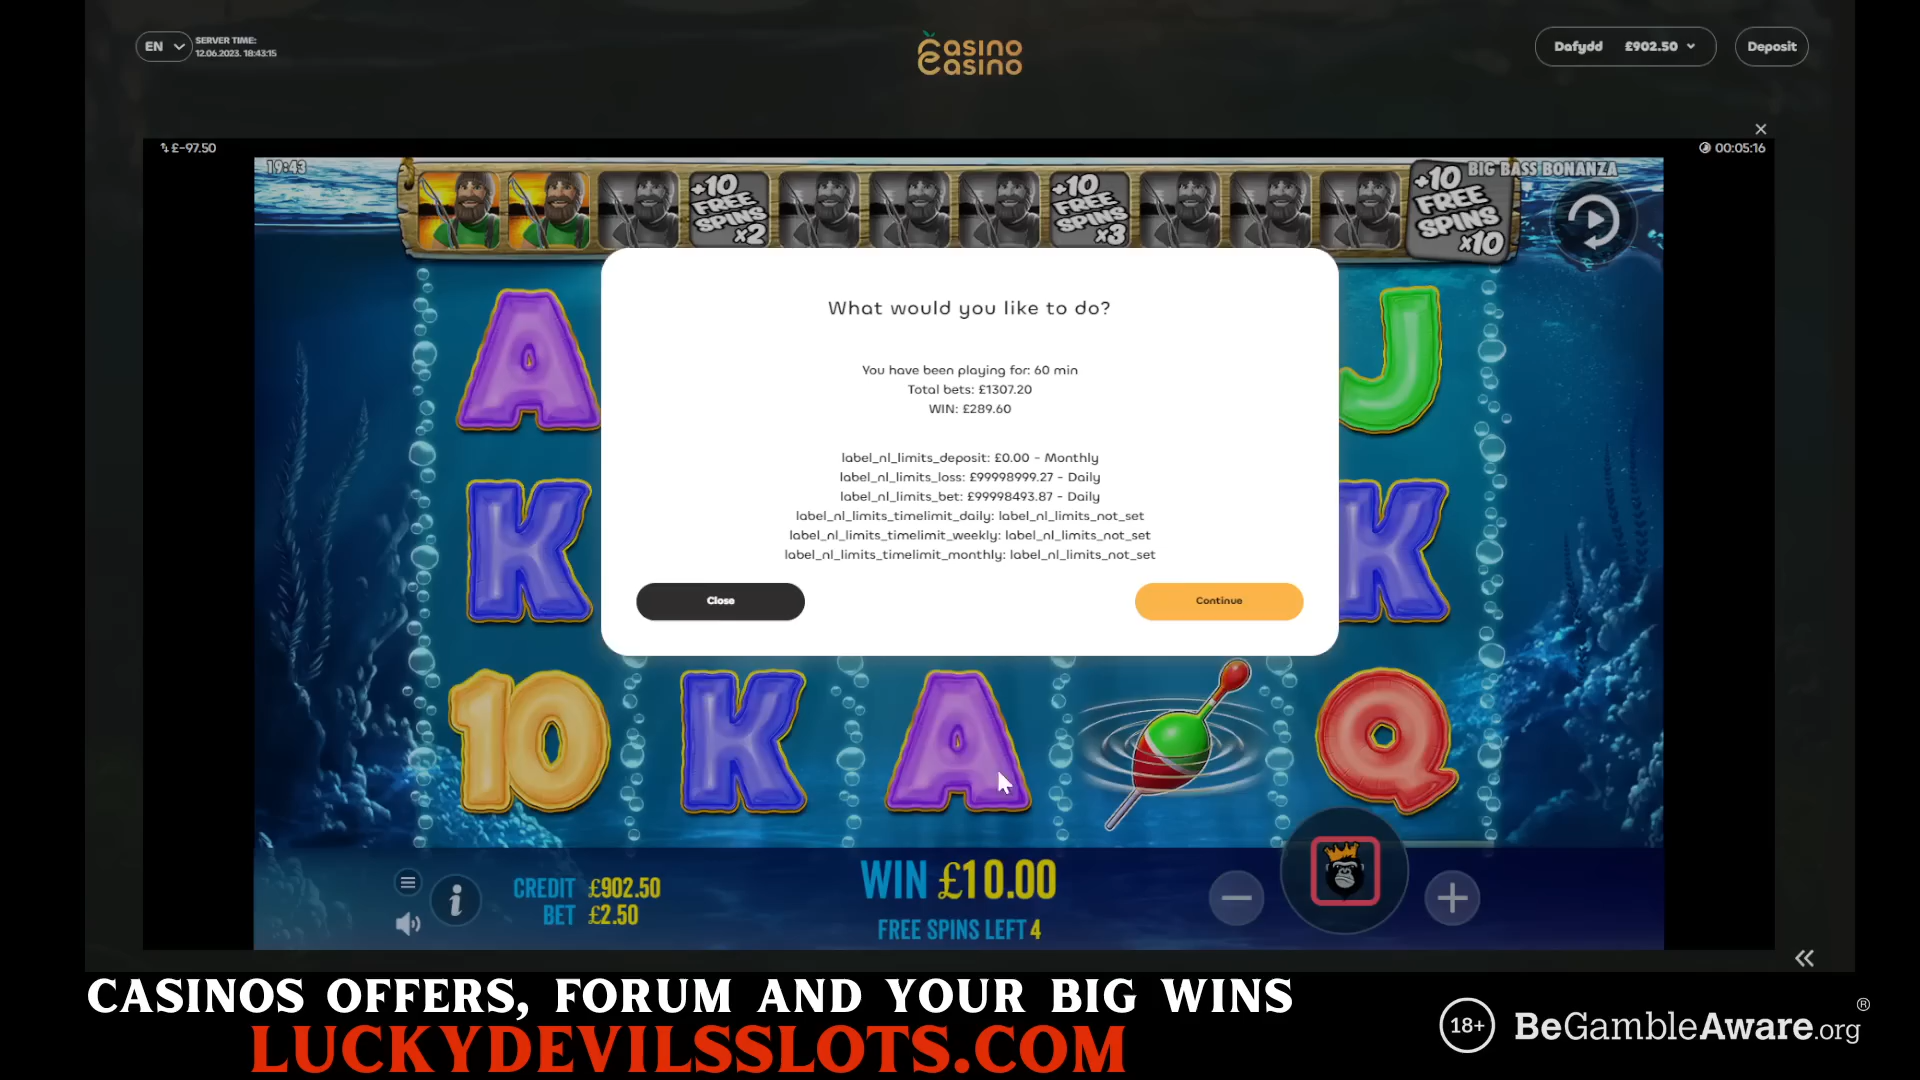 EN
SERVER TIME:
12.06.2023. 18:43:15
Casino
Casino
Dafydd £902.50
Deposit
£-97.50
00:05:16
19:43
BIG BASS BONANZA
+10
FREE
SPINS
x2
+10
FREE
SPINS
x3
+10
FREE
SPINS
x10
A
J
What would you like to do?
You have been playing for: 60 min
Total bets: £1307.20
WIN: £289.60
label_nl_limits_deposit: £0.00 - Monthly
label_nl_limits_loss: £99998999.27 - Daily
label_nl_limits_bet: £99998493.87 - Daily
label_nl_limits_timelimit_daily: label_nl_limits_not_set
label_nl_limits_timelimit_weekly: label_nl_limits_not_set
label_nl_limits_timelimit_monthly: label_nl_limits_not_set
Close
Continue
K
K
10 K A Q
CREDIT £902.50
BET £2.50
WIN £10.00
FREE SPINS LEFT 4
CASINOS OFFERS, FORUM AND YOUR BIG WINS
LUCKYDEVILSSLOTS.COM
18+
BeGambleAware.org®